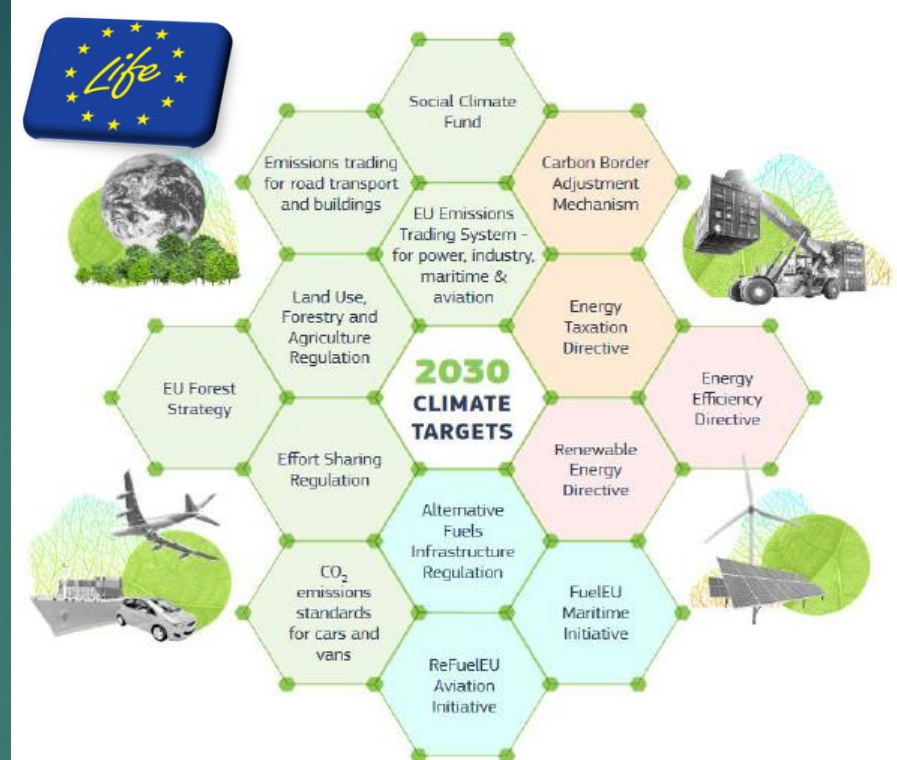 Life
Social Climate
Fund
Emissions trading
for road transport
and buildings
Carbon Border
Adjustment
Mechanism
EU Emissions
Trading System –
for power, industry,
maritime &
aviation
Land Use,
Forestry and
Agriculture
Regulation
Energy
Taxation
Directive
2030
CLIMATE
TARGETS
EU Forest
Strategy
Energy
Efficiency
Directive
Effort Sharing
Regulation
Renewable
Energy
Directive
Alternative
Fuels
Infrastructure
Regulation
CO₂
emissions
standards
for cars and
vans
FuelEU
Maritime
Initiative
ReFuelEU
Aviation
Initiative